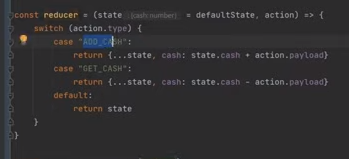 const reducer = (state : {cash: number} = defaultState, action) => {
switch (action.type) {
case "ADD_CASH":
return {...state, cash: state.cash + action.payload}
case "GET_CASH":
return {...state, cash: state.cash - action.payload}
default:
return state
}
}